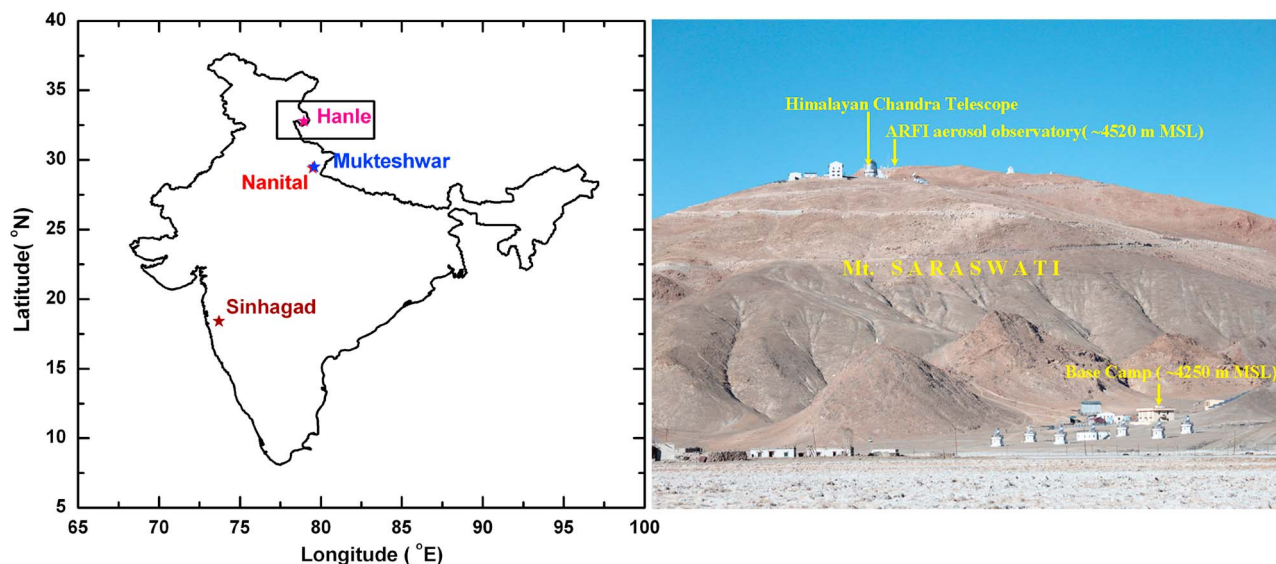 40
35
30
25
20
15
10
5
65
70
75
80
85
90
95
100
Latitude( °N)
Longitude ( °E)
Hanle
Mukteshwar
Nanital
Sinhagad
Himalayan Chandra Telescope
ARFI aerosol observatory( ~4520 m MSL)
Mt. S A R A S W A T I
Base Camp ( ~4250 m MSL)